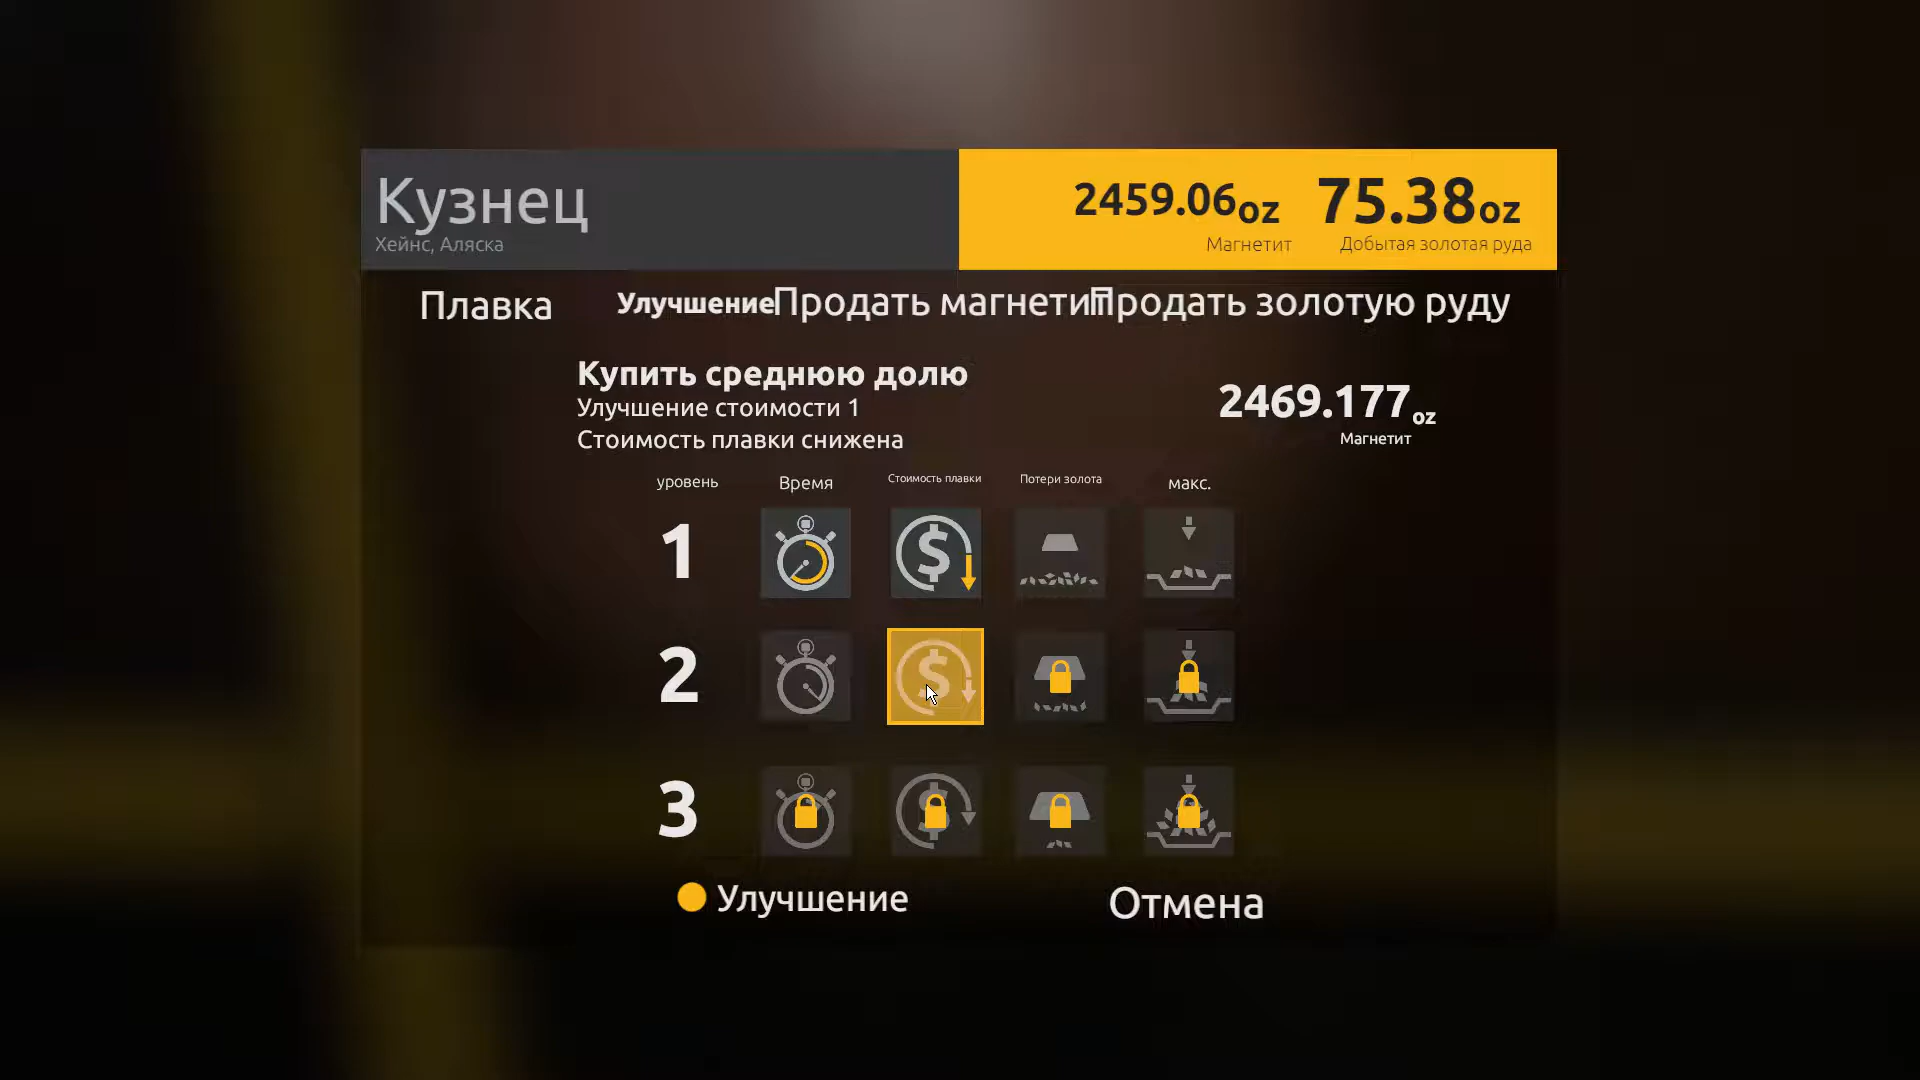 Кузнец
Хейнс, Аляска
2459.06oz
Магнетит
75.38oz
Добытая золотая руда
Плавка
Улучшение
Продать магнетит
Продать золотую руду
Купить среднюю долю
Улучшение стоимости 1
Стоимость плавки снижена
2469.177oz
Магнетит
уровень
Время
Стоимость плавки
Потери золота
макс.
1
2
3
Улучшение
Отмена